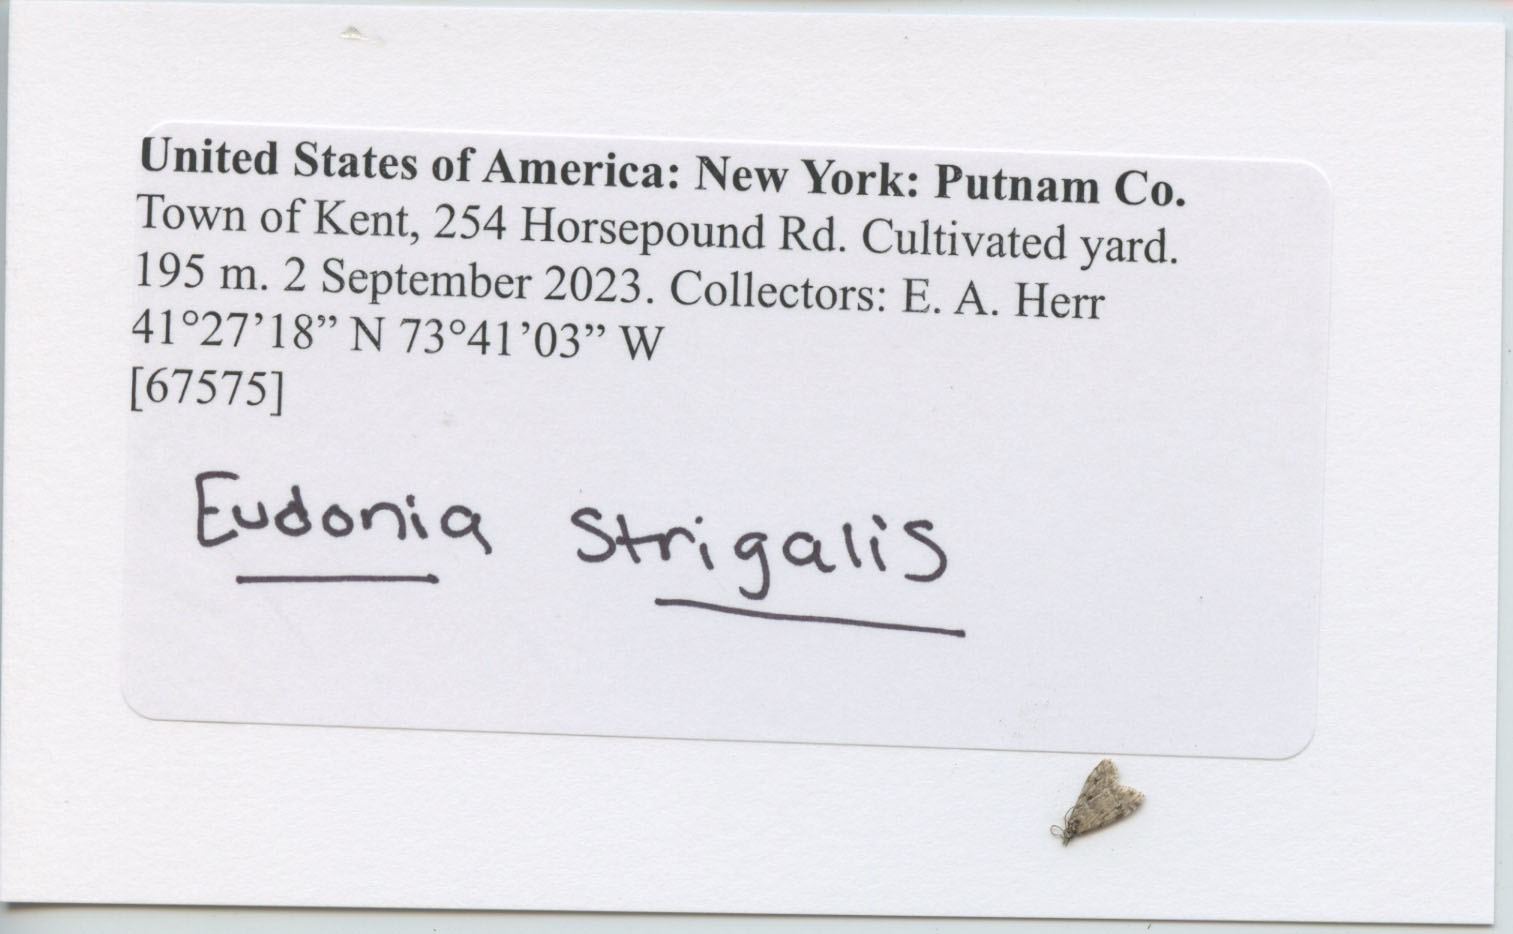 United States of America: New York: Putnam Co.
Town of Kent, 254 Horsepound Rd. Cultivated yard.
195 m. 2 September 2023. Collectors: E. A. Herr
41°27’18” N 73°41’03” W
[67575]
Eudonia Strigalis